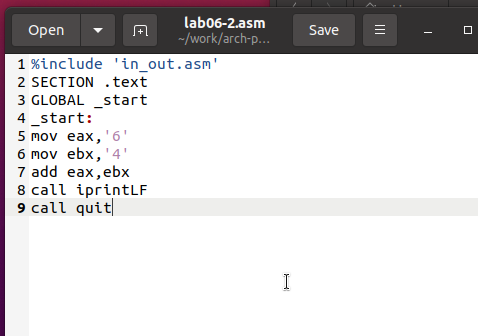 Open
lab06-2.asm
~/work/arch-p...
Save
1 %include 'in_out.asm'
2 SECTION .text
3 GLOBAL _start
4 _start:
5 mov eax,'6'
6 mov ebx,'4'
7 add eax,ebx
8 call iprintLF
9 call quit